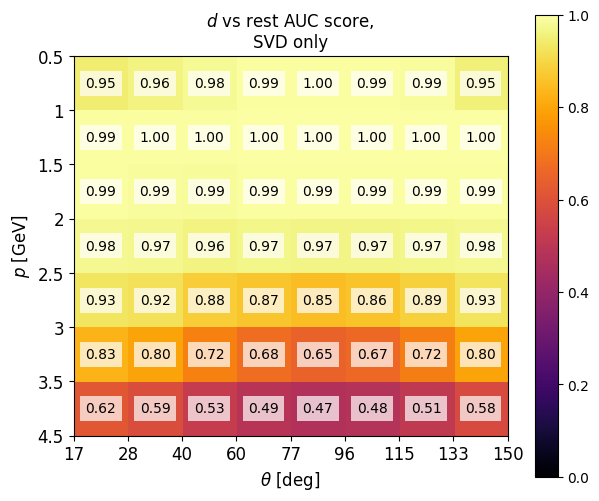 d vs rest AUC score,
SVD only
0.5
1
1.5
2
2.5
3
3.5
4.5
p [GeV]
0.95 0.96 0.98 0.99 1.00 0.99 0.99 0.95
0.99 1.00 1.00 1.00 1.00 1.00 1.00 1.00
0.99 0.99 0.99 0.99 0.99 0.99 0.99 0.99
0.98 0.97 0.96 0.97 0.97 0.97 0.97 0.98
0.93 0.92 0.88 0.87 0.85 0.86 0.89 0.93
0.83 0.80 0.72 0.68 0.65 0.67 0.72 0.80
0.62 0.59 0.53 0.49 0.47 0.48 0.51 0.58
17 28 40 60 77 96 115 133 150
θ [deg]
1.0
0.8
0.6
0.4
0.2
0.0